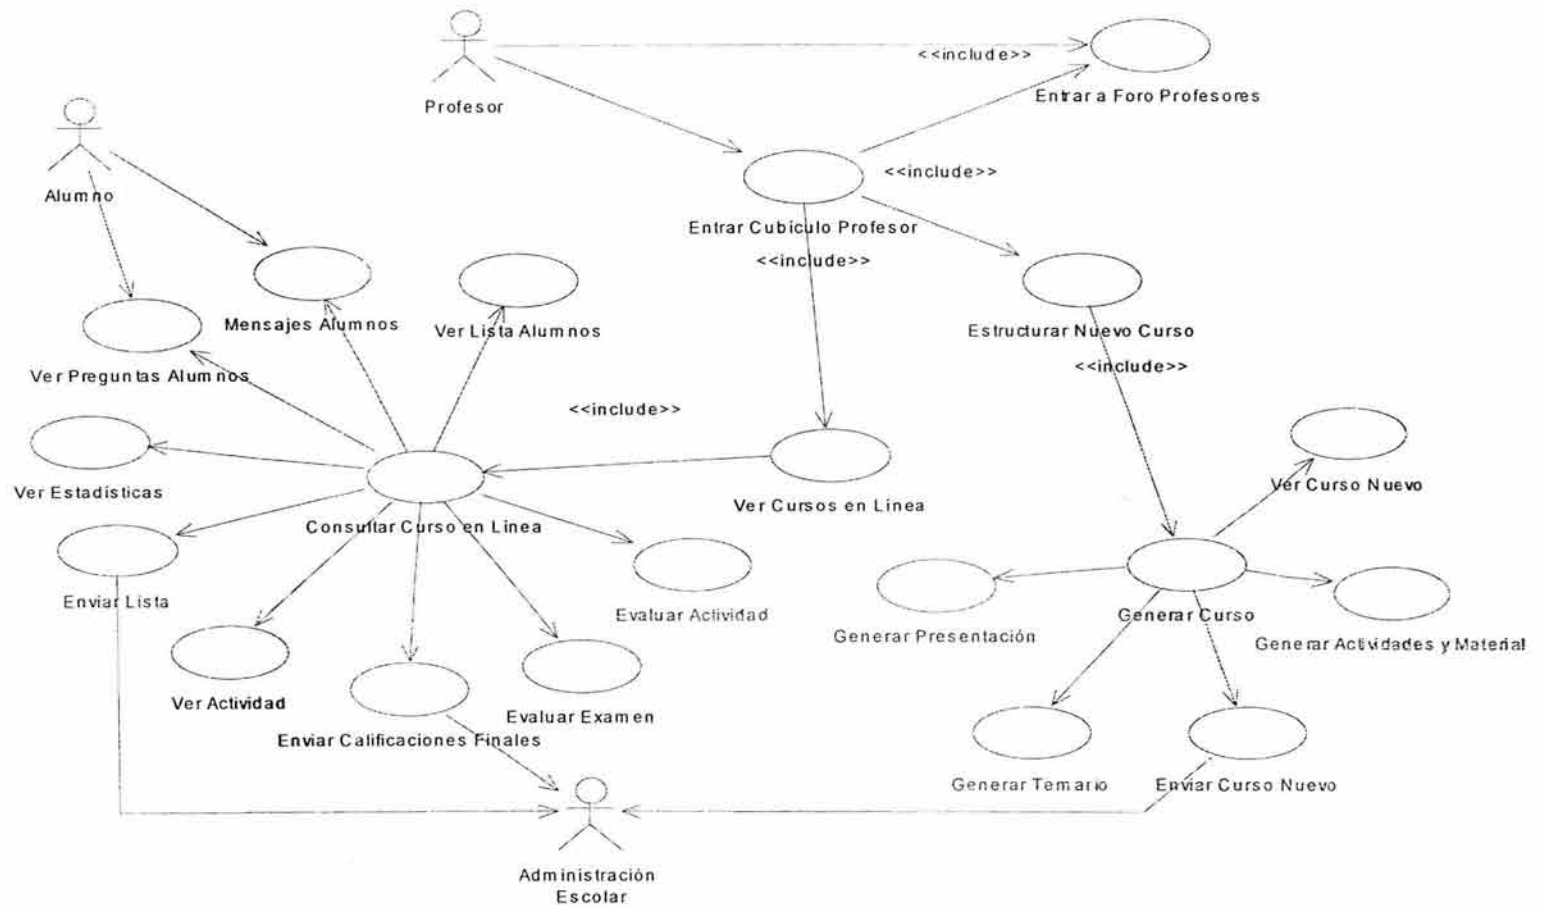 <<include>>
Entrar a Foro Profesores
Profesor
<<include>>
Alumno
Entrar Cubículo Profesor
<<include>>
Mensajes Alumnos
Ver Lista Alumnos
Estructurar Nuevo Curso
<<include>>
Ver Preguntas Alumnos
<<include>>
Ver Estadísticas
Ver Curso Nuevo
Consultar Curso en Línea
Ver Cursos en Línea
Enviar Lista
Evaluar Actividad
Generar Curso
Generar Presentación
Generar Actividades y Material
Ver Actividad
Evaluar Examen
Enviar Calificaciones Finales
Generar Temario
Enviar Curso Nuevo
Administración
Escolar